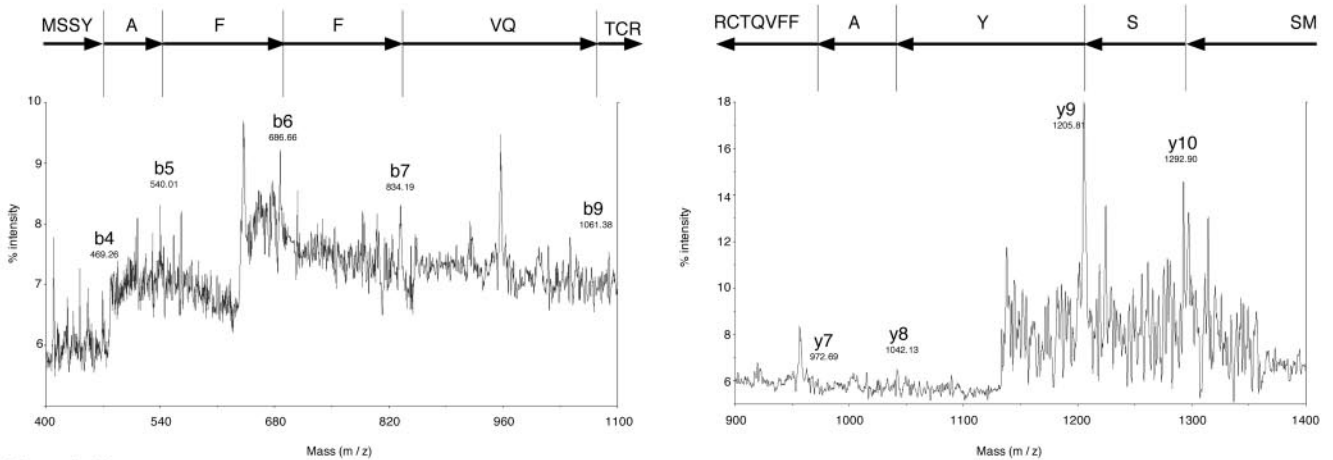 MSSY A F F VQ TCR
RCTQVFF A Y S SM
10
9
8
7
6
% intensity
b4
469.26
b5
540.01
b6
686.66
b7
834.19
b9
1061.38
400 540 680 820 960 1100
Mass (m / z)
18
16
14
12
10
8
6
% intensity
y7
972.69
y8
1042.13
y9
1205.81
y10
1292.90
900 1000 1100 1200 1300 1400
Mass (m / z)